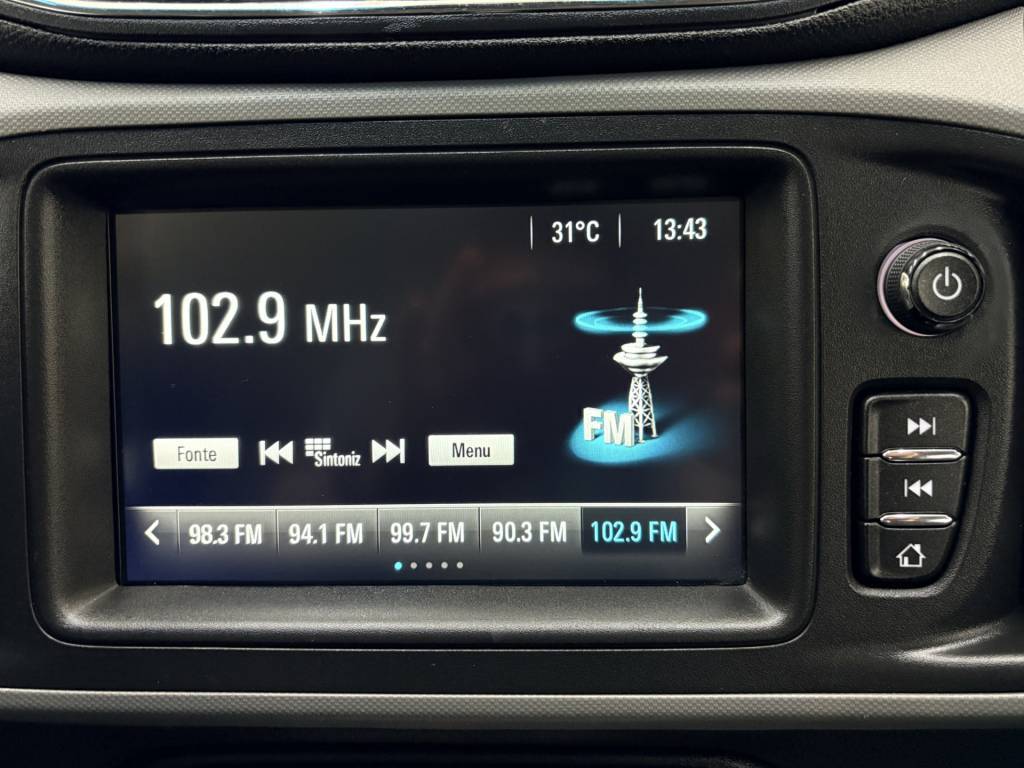 31°C 13:43
102.9 MHz
FM
Fonte Sintoniz Menu
98.3 FM 94.1 FM 99.7 FM 90.3 FM 102.9 FM